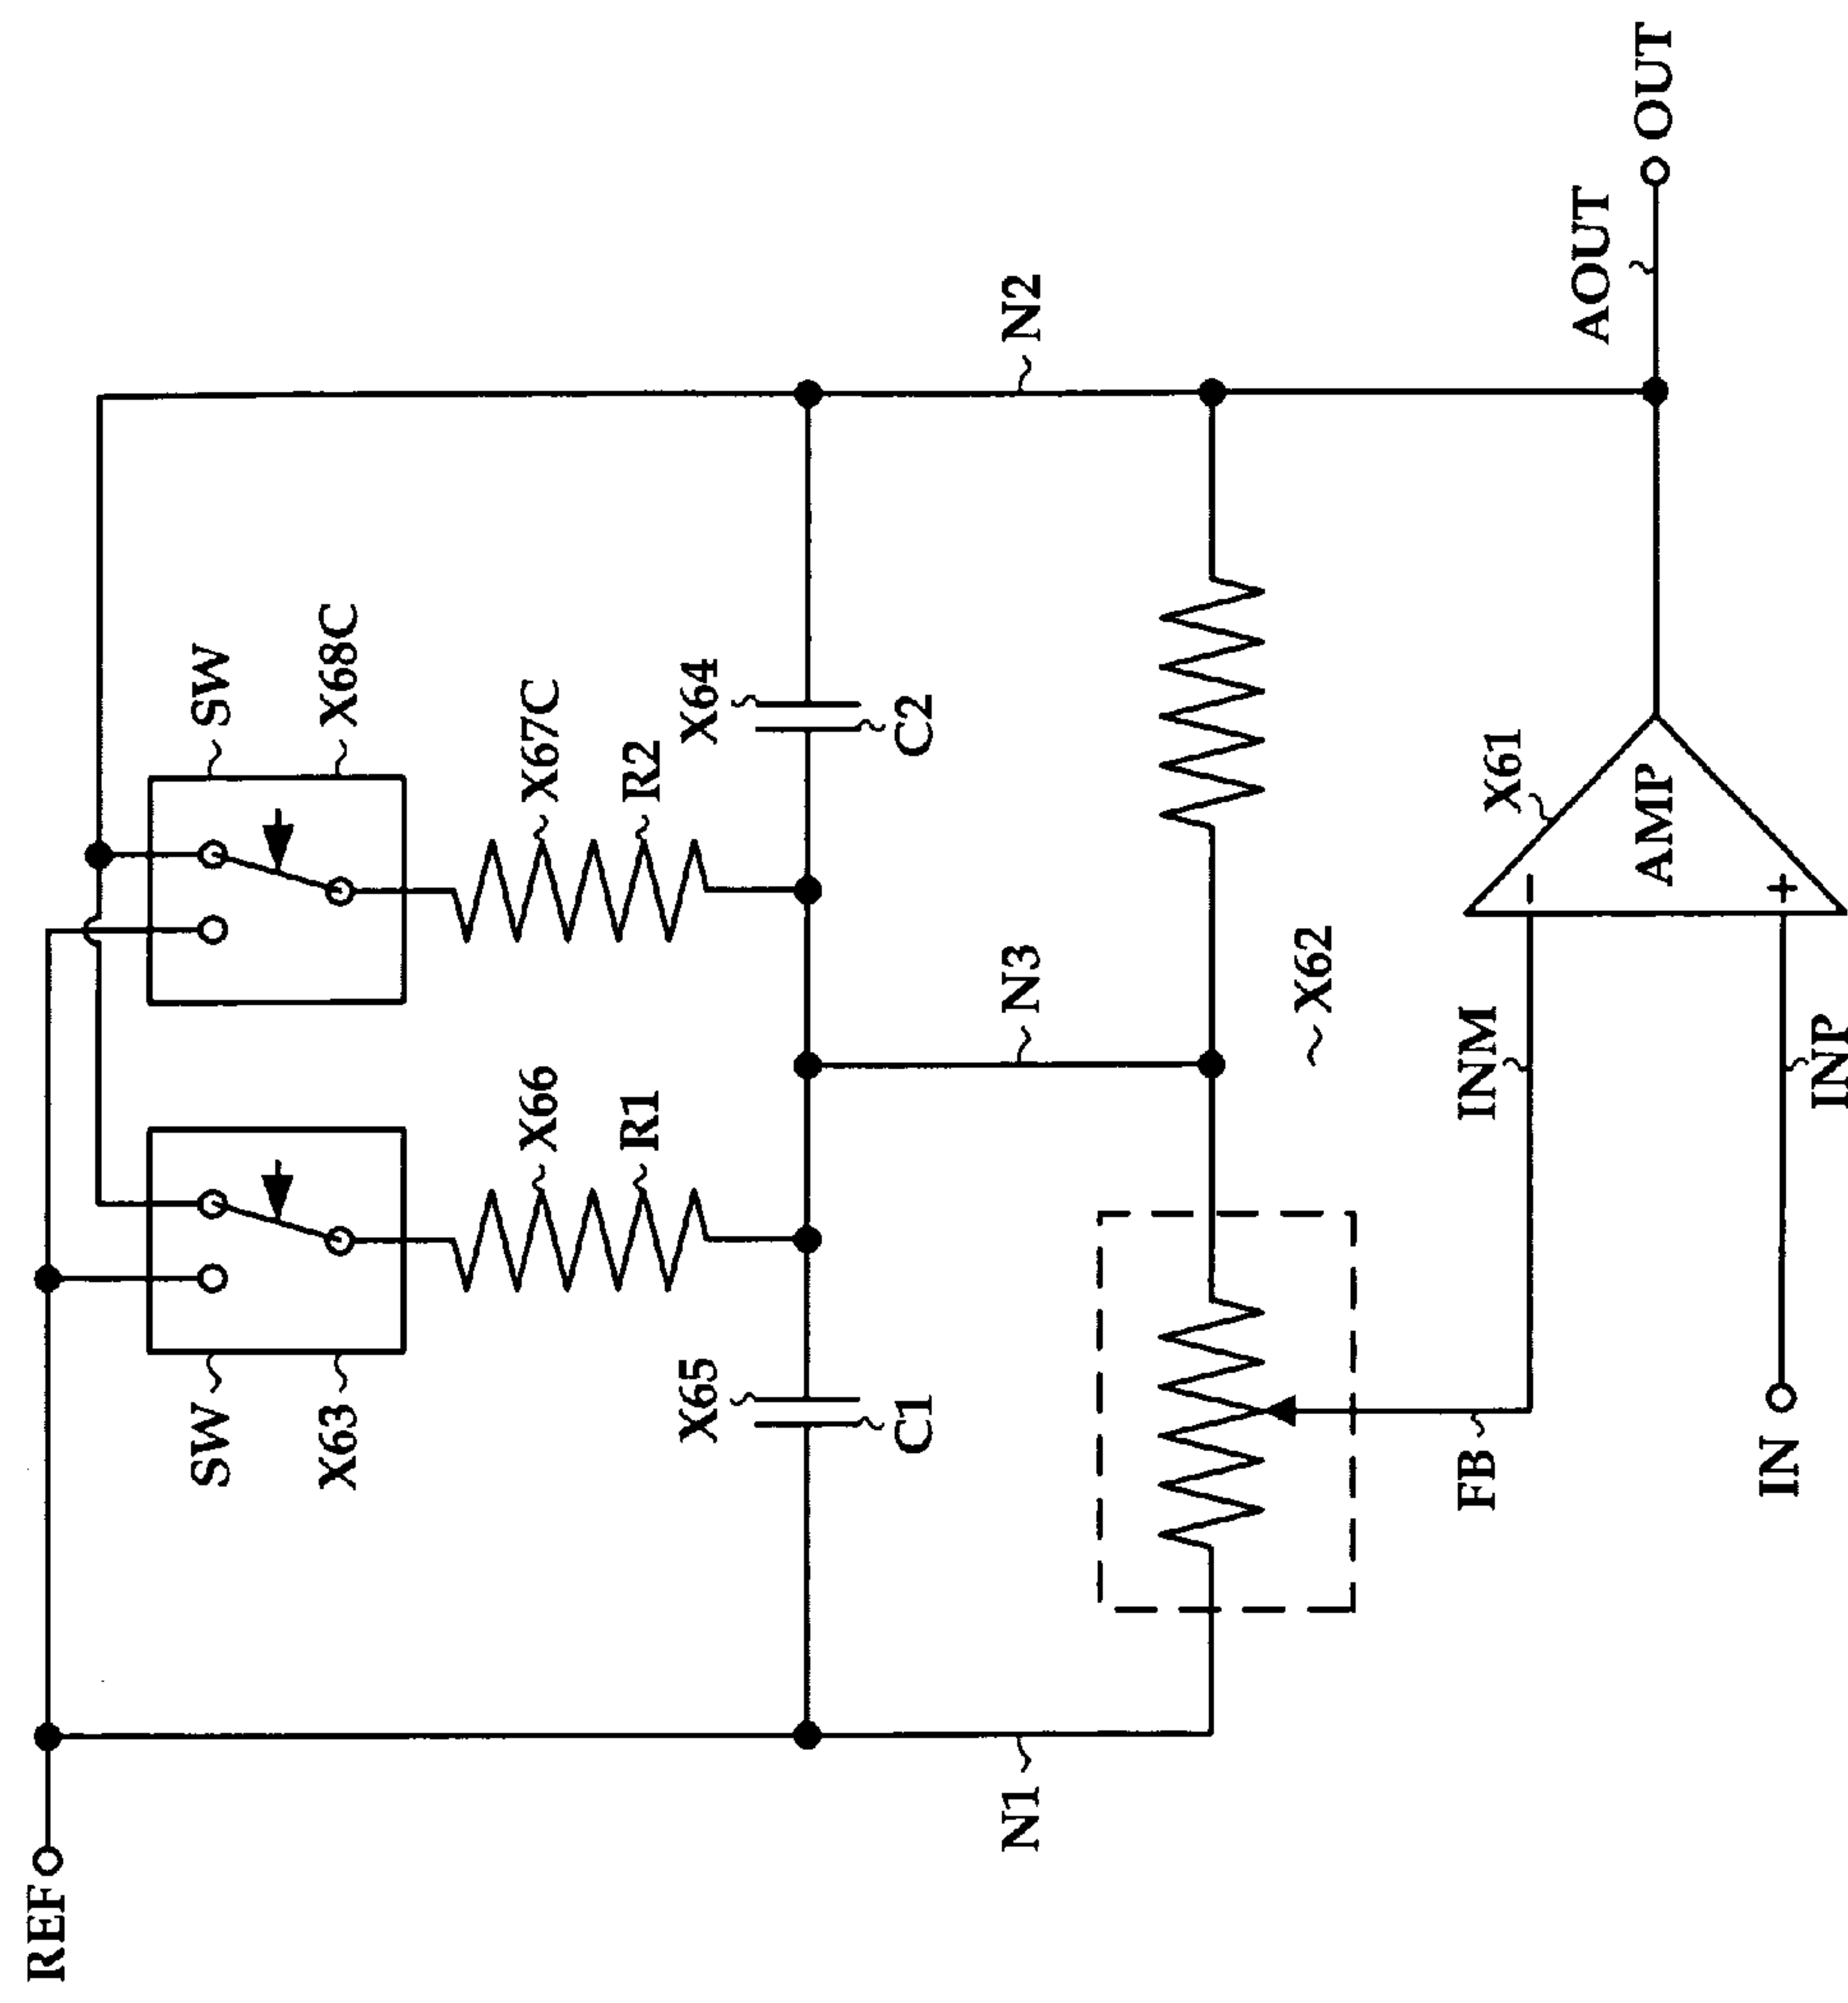 REF
SW
X63
SW
X68C
X66
R1
X67C
R2
X65
C1
X64
C2
N1
N3
N2
X62
FB
INM
X61
AMP
−
+
AOUT
OUT
IN
INP